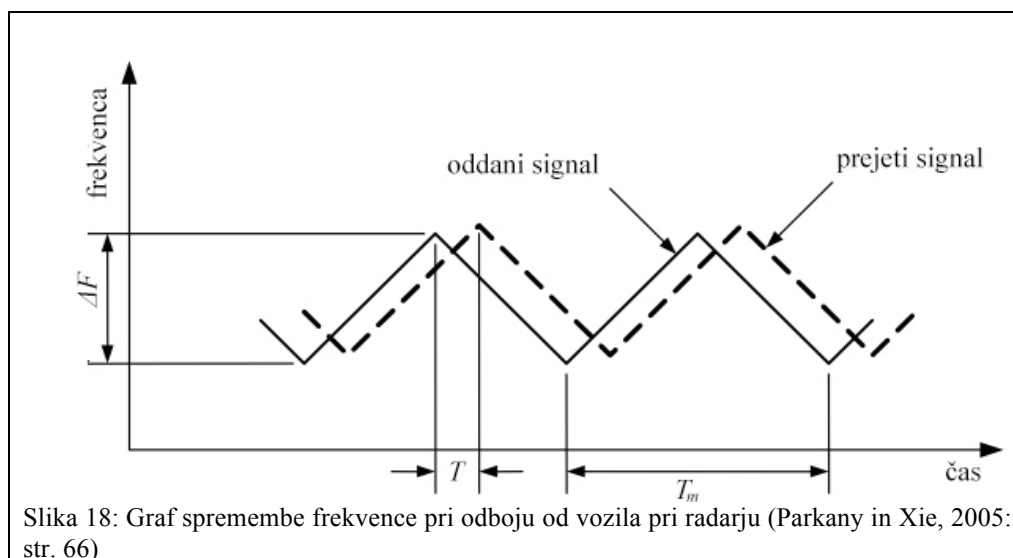 frekvenca
oddani signal
prejeti signal
ΔF
T
T_m
čas
Slika 18: Graf spremembe frekvence pri odboju od vozila pri radarju (Parkany in Xie, 2005:
str. 66)